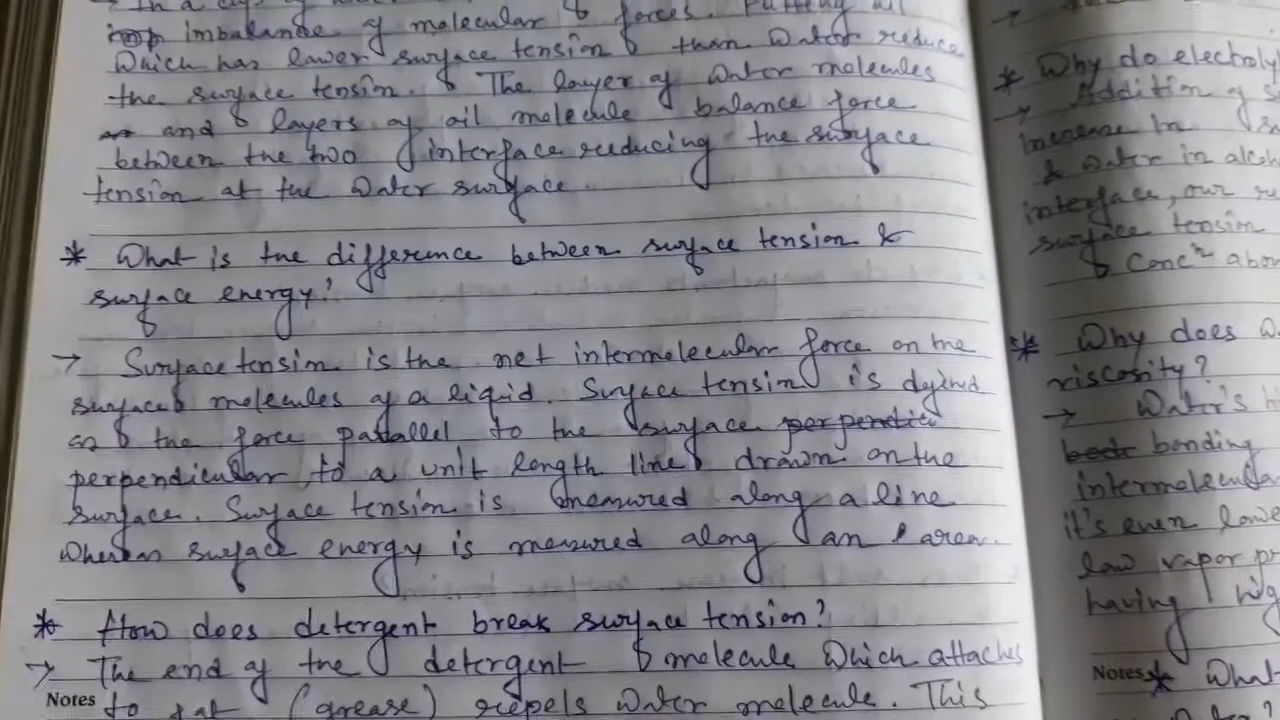 imbalance of molecular forces. Putting oil
which has lower surface tension than water reduce
the surface tension. The layer of water molecules
and layers of oil molecule balance force
between the two interface reducing the surface
tension at the water surface.
* What is the difference between surface tension &
surface energy?
→ Surface tension is the net intermolecular force on the
surface molecules of a liquid. Surface tension is defined
as the force parallel to the surface perpendic
perpendicular to a unit length line drawn on the
surface. Surface tension is measured along a line
whereas surface energy is measured along an area.
* How does detergent break surface tension?
→ The end of the detergent molecule which attaches
Notes to fat (grease) repels water molecule. This
→
* Why do electroly
→ Addition of
increase in
& water in alcoh
interface, our
surface tension
Concⁿ abov
* Why does
viscosity?
→ Water's h
bonding
intermolecula
it's even lowe
low vapor pr
having hig
Notes * What